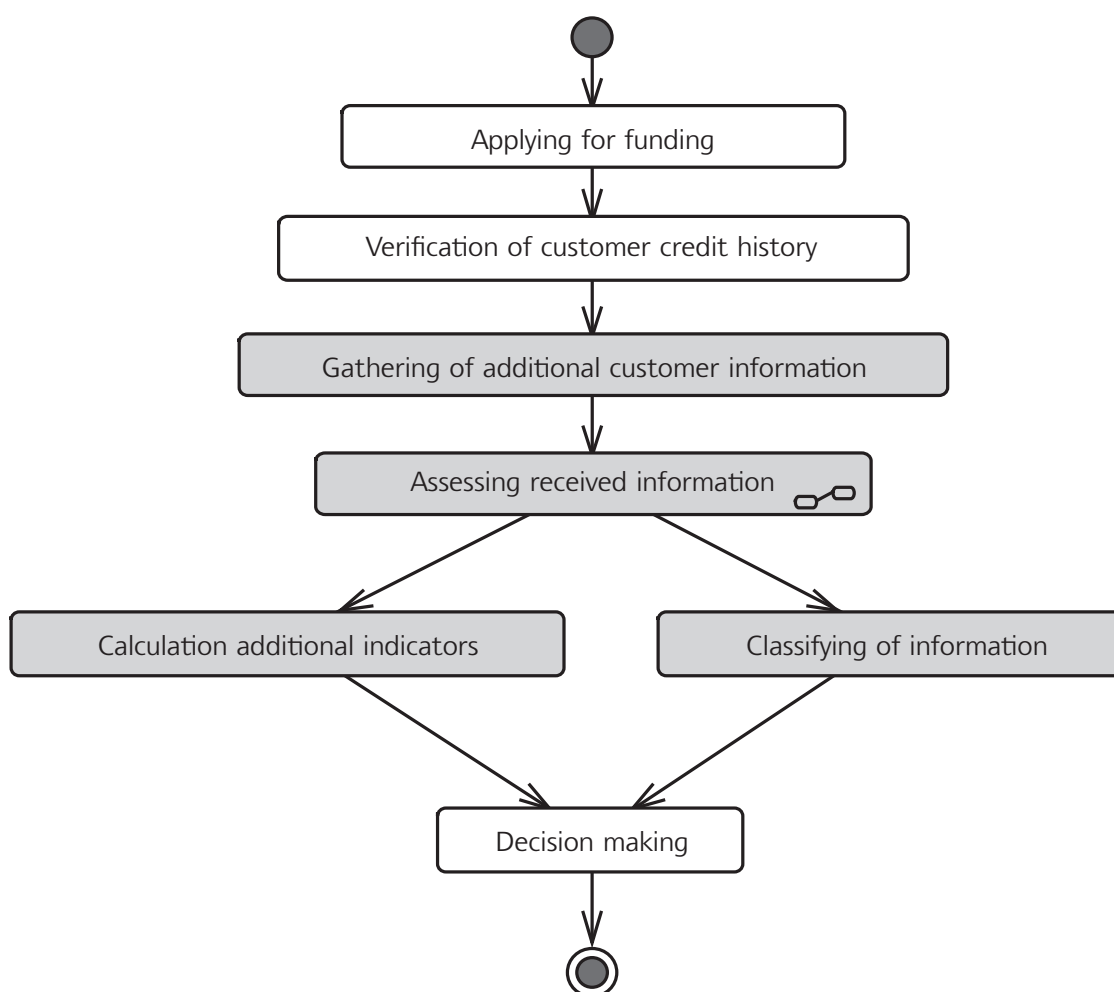 Applying for funding
Verification of customer credit history
Gathering of additional customer information
Assessing received information
Calculation additional indicators
Classifying of information
Decision making